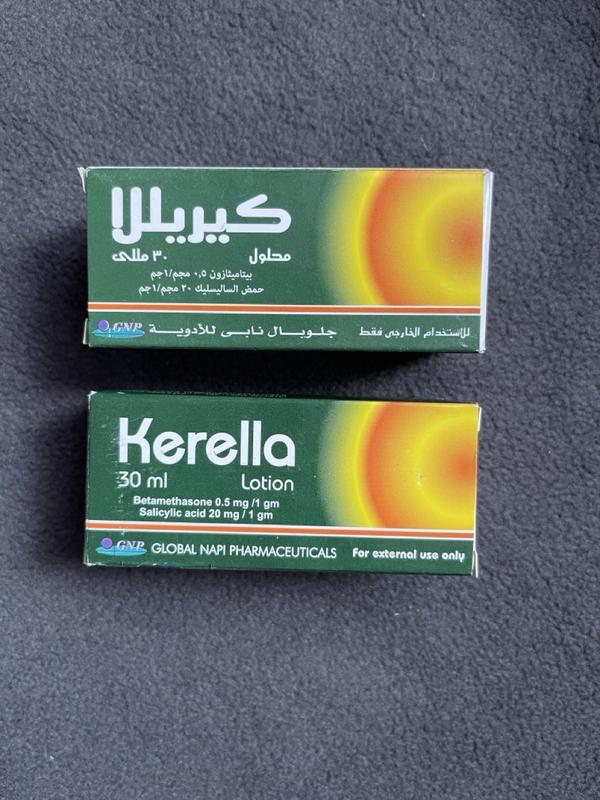 كيريللا
محلول ٣٠ مللى
بيتاميثازون ٠,٥ مجم/١جم
حمض الساليسليك ٢٠ مجم/١جم
للاستخدام الخارجى فقط جلوبال نابى للأدوية GNP
Kerella
30 ml Lotion
Betamethasone 0.5 mg /1 gm
Salicylic acid 20 mg / 1 gm
GNP GLOBAL NAPI PHARMACEUTICALS For external use only